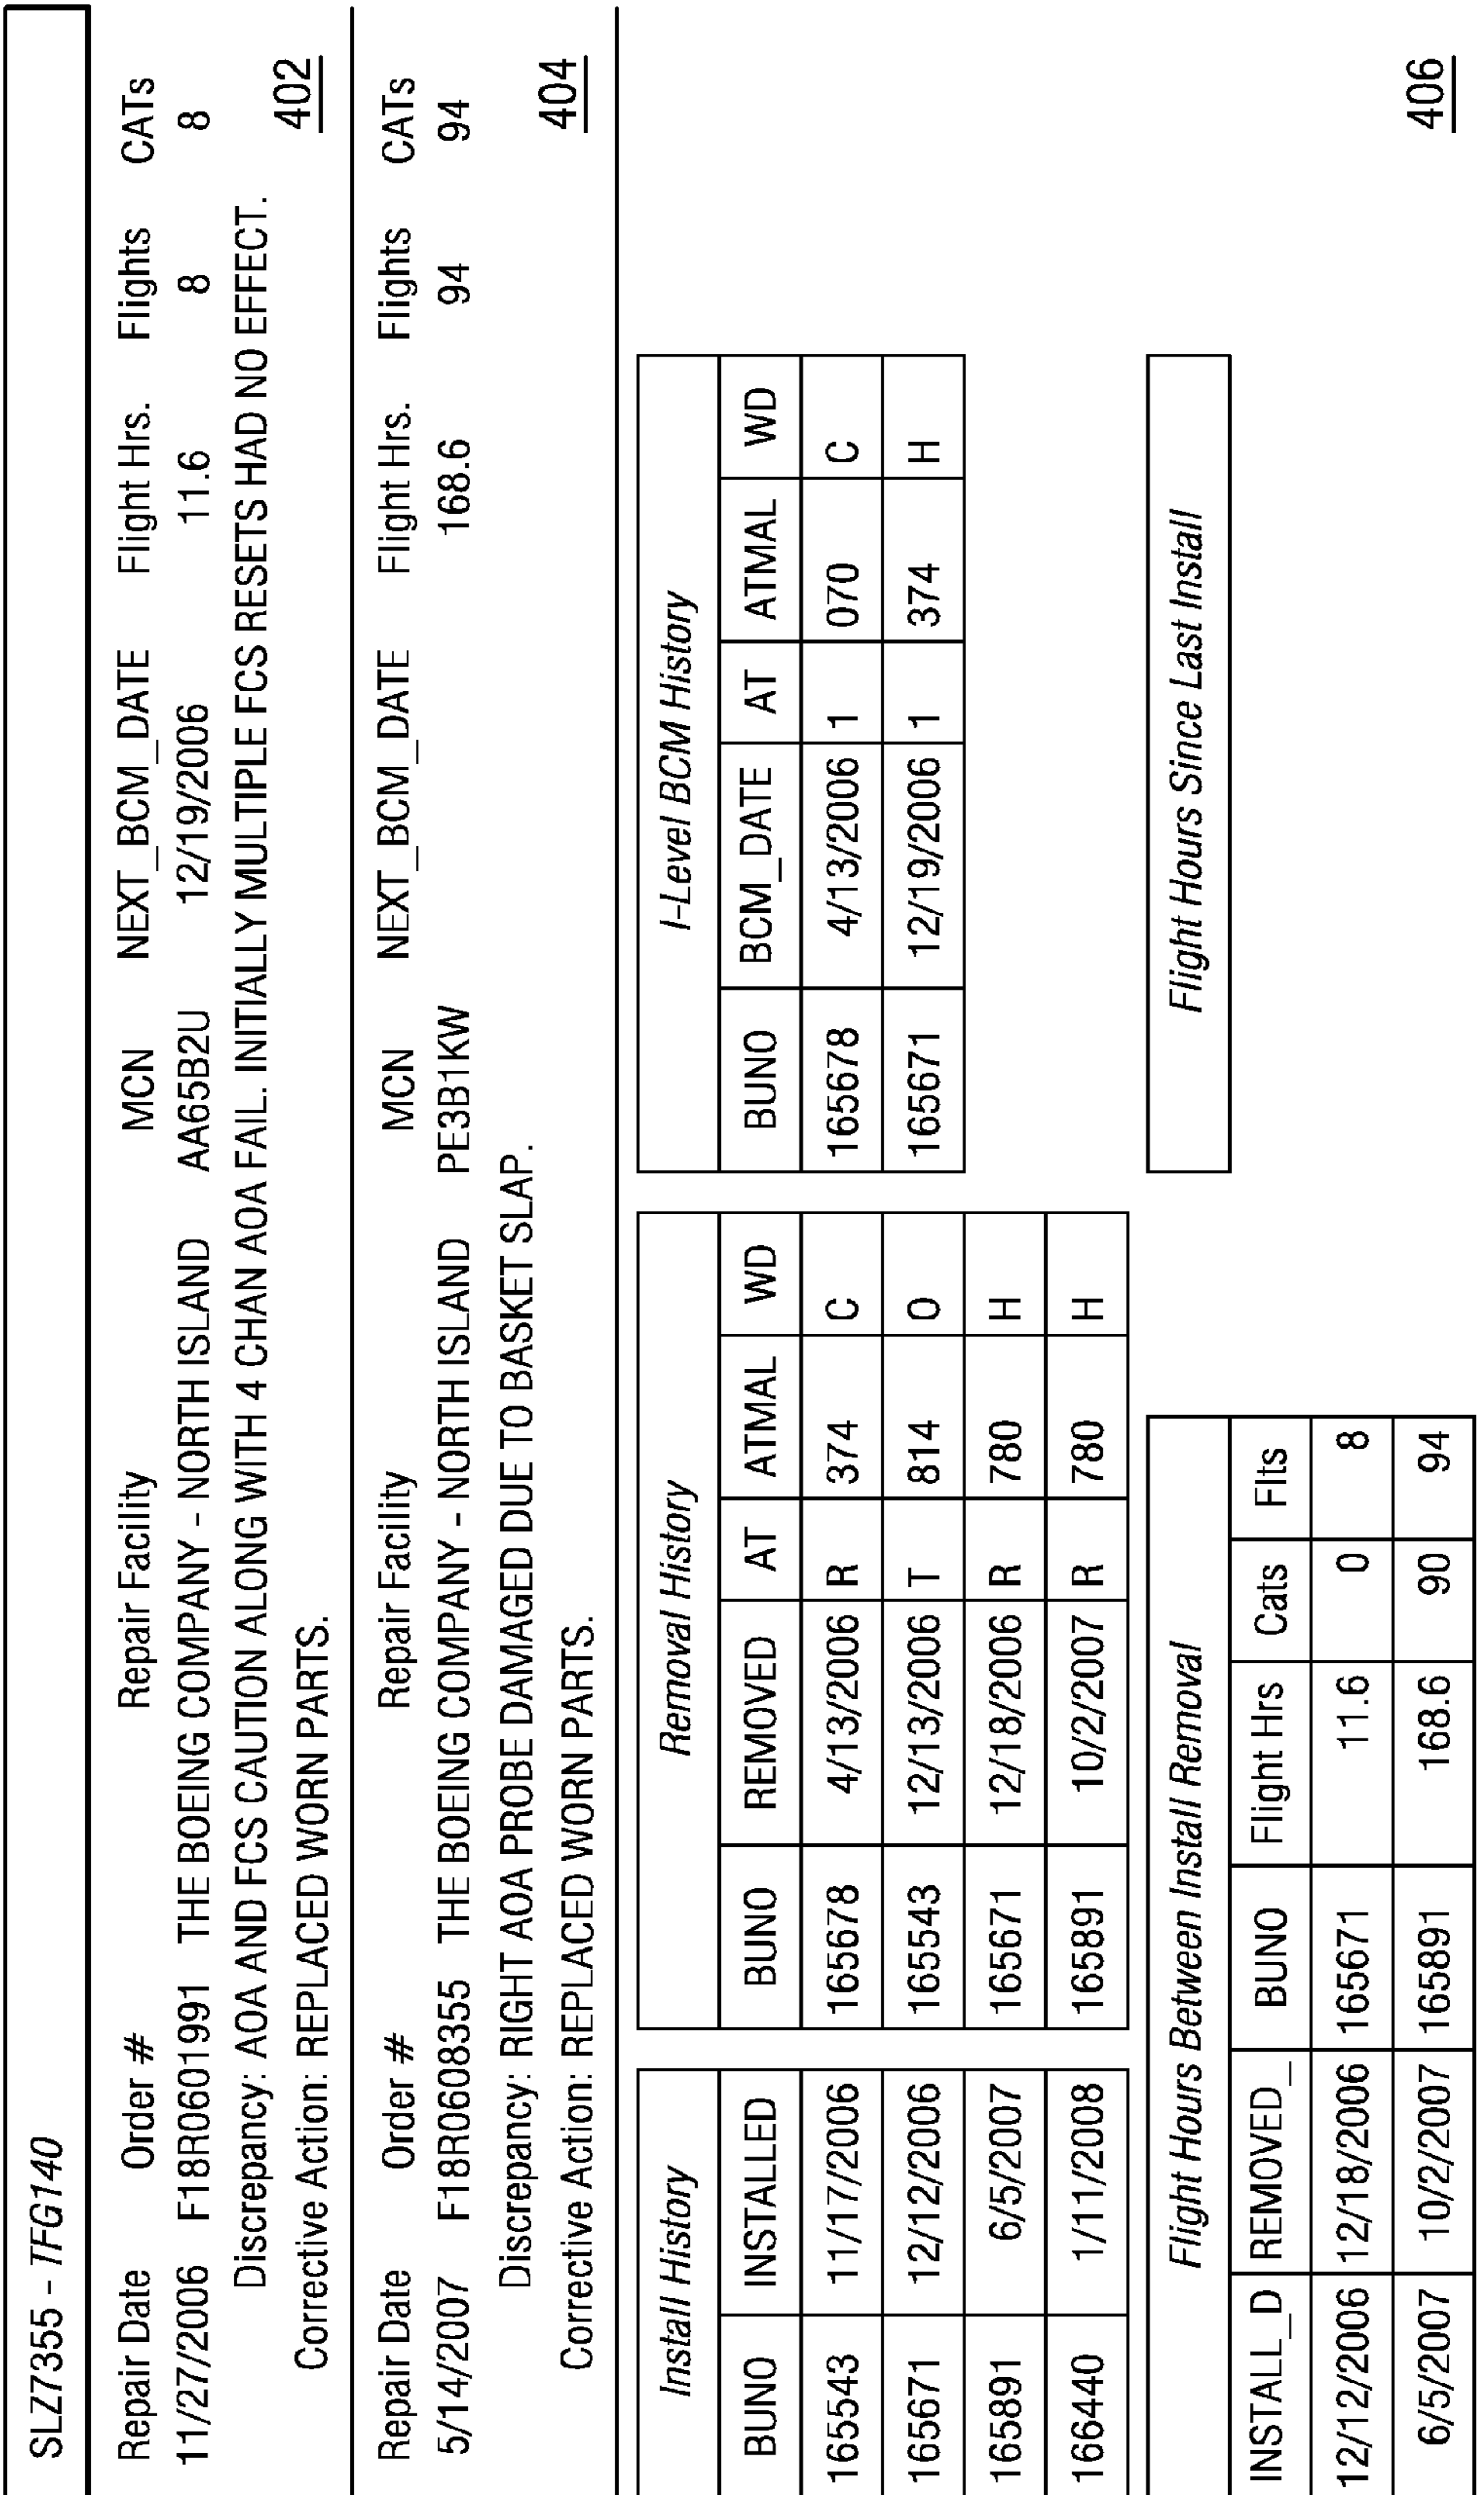 SLZ7355 - TFG140
Repair Date Order # Repair Facility MCN NEXT_BCM_DATE Flight Hrs. Flights CATs
11/27/2006 F18R0601991 THE BOEING COMPANY - NORTH ISLAND AA65B2U 12/19/2006 11.6 8 8
Discrepancy: AOA AND FCS CAUTION ALONG WITH 4 CHAN AOA FAIL. INITIALLY MULTIPLE FCS RESETS HAD NO EFFECT.
Corrective Action: REPLACED WORN PARTS.
402
Repair Date Order # Repair Facility MCN NEXT_BCM_DATE Flight Hrs. Flights CATs
5/14/2007 F18R0608355 THE BOEING COMPANY - NORTH ISLAND PE3B1KW 168.6 94 94
Discrepancy: RIGHT AOA PROBE DAMAGED DUE TO BASKET SLAP.
Corrective Action: REPLACED WORN PARTS.
404
Install History
BUNO INSTALLED
165543 11/17/2006
165671 12/12/2006
165891 6/5/2007
166440 1/11/2008
Removal History
BUNO REMOVED AT ATMAL WD
165678 4/13/2006 R 374 C
165543 12/13/2006 T 814 O
165671 12/18/2006 R 780 H
165891 10/2/2007 R 780 H
I-Level BCM History
BUNO BCM_DATE AT ATMAL WD
165678 4/13/2006 1 070 C
165671 12/19/2006 1 374 H
Flight Hours Between Install Removal
INSTALL_D REMOVED_ BUNO Flight Hrs Cats Flts
12/12/2006 12/18/2006 165671 11.6 0 8
6/5/2007 10/2/2007 165891 168.6 90 94
Flight Hours Since Last Install
406